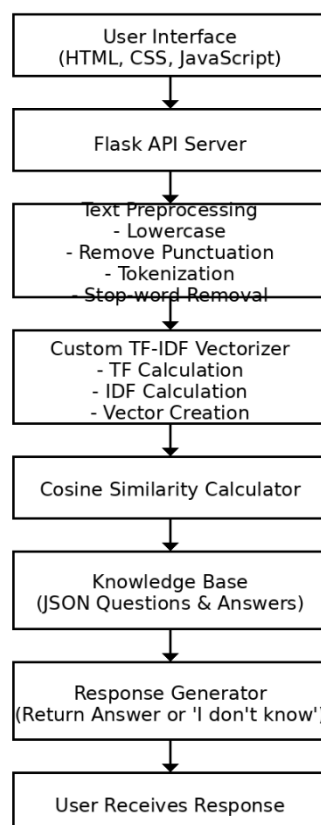 User Interface
(HTML, CSS, JavaScript)
Flask API Server
Text Preprocessing
- Lowercase
- Remove Punctuation
- Tokenization
- Stop-word Removal
Custom TF-IDF Vectorizer
- TF Calculation
- IDF Calculation
- Vector Creation
Cosine Similarity Calculator
Knowledge Base
(JSON Questions & Answers)
Response Generator
(Return Answer or 'I don't know')
User Receives Response